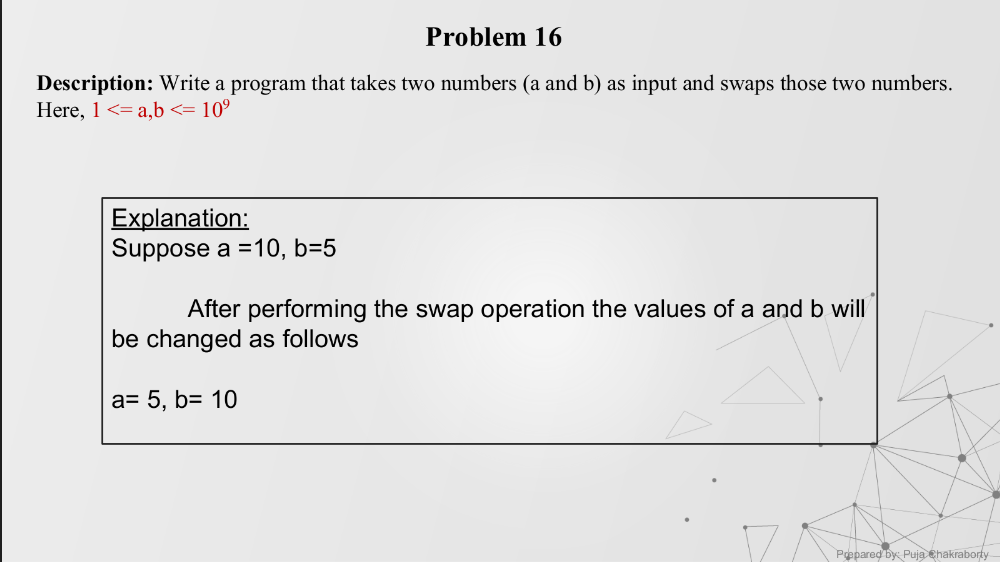 Problem 16
Description: Write a program that takes two numbers (a and b) as input and swaps those two numbers.
Here, 1 <= a,b <= 10⁹
Explanation:
Suppose a =10, b=5
After performing the swap operation the values of a and b will
be changed as follows
a= 5, b= 10
Prepared by: Puja Chakraborty